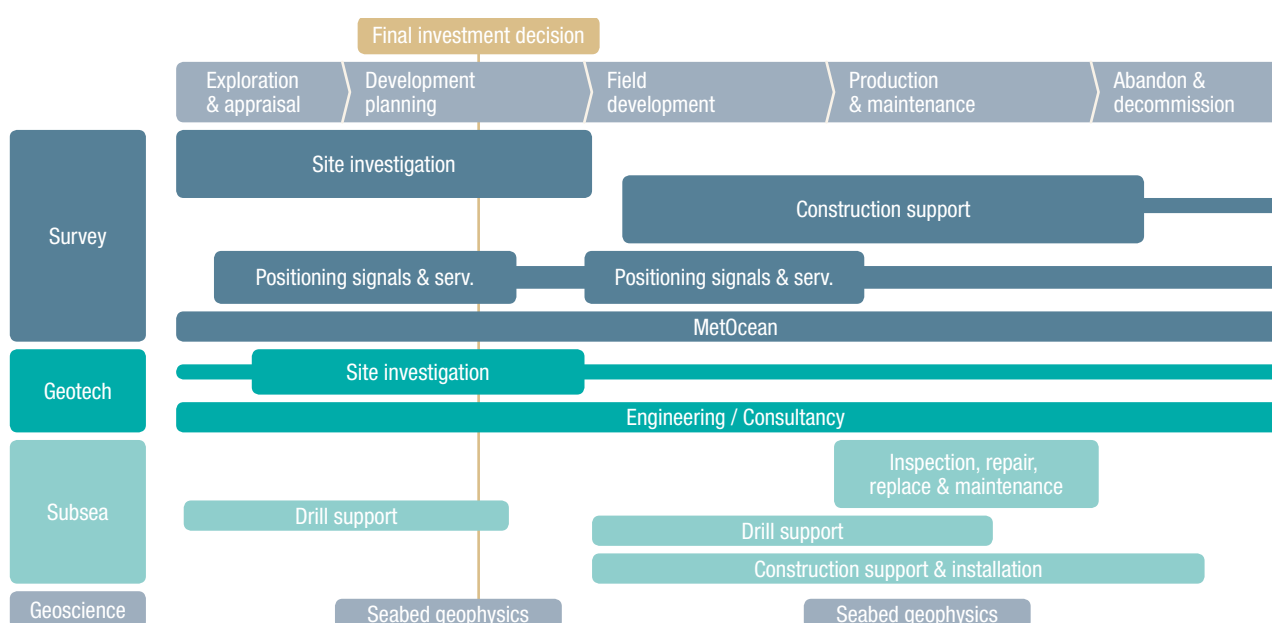 Final investment decision
Exploration
& appraisal
Development
planning
Field
development
Production
& maintenance
Abandon &
decommission
Survey
Site investigation
Construction support
Positioning signals & serv.
Positioning signals & serv.
MetOcean
Geotech
Site investigation
Engineering / Consultancy
Subsea
Inspection, repair,
replace & maintenance
Drill support
Drill support
Construction support & installation
Geoscience
Seabed geophysics
Seabed geophysics